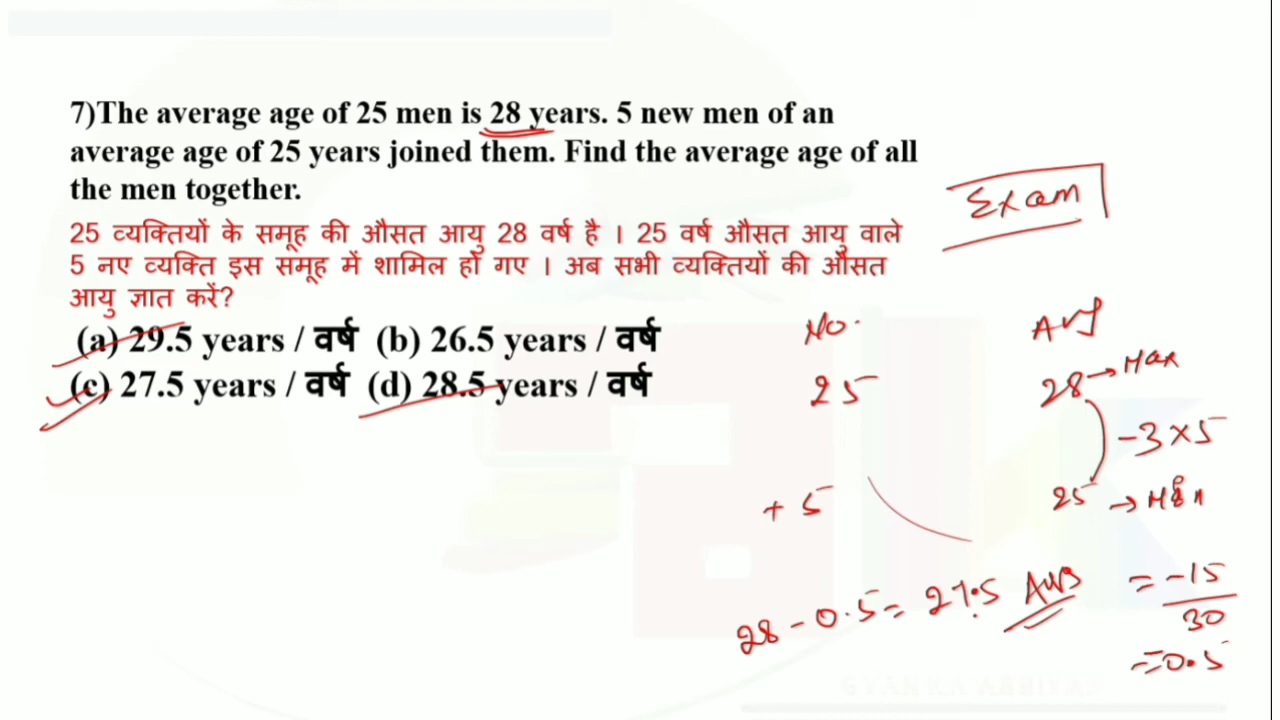 7)The average age of 25 men is 28 years. 5 new men of an
average age of 25 years joined them. Find the average age of all
the men together.
25 व्यक्तियों के समूह की औसत आयु 28 वर्ष है । 25 वर्ष औसत आयु वाले
5 नए व्यक्ति इस समूह में शामिल हो गए । अब सभी व्यक्तियों की औसत
आयु ज्ञात करें?
(a) 29.5 years / वर्ष (b) 26.5 years / वर्ष
(c) 27.5 years / वर्ष (d) 28.5 years / वर्ष
Exam
No. Avg
25 28 → Max
-3 × 5
+ 5 25 → Min
= -15
30
= 0.5
28 - 0.5 = 27.5 Ans